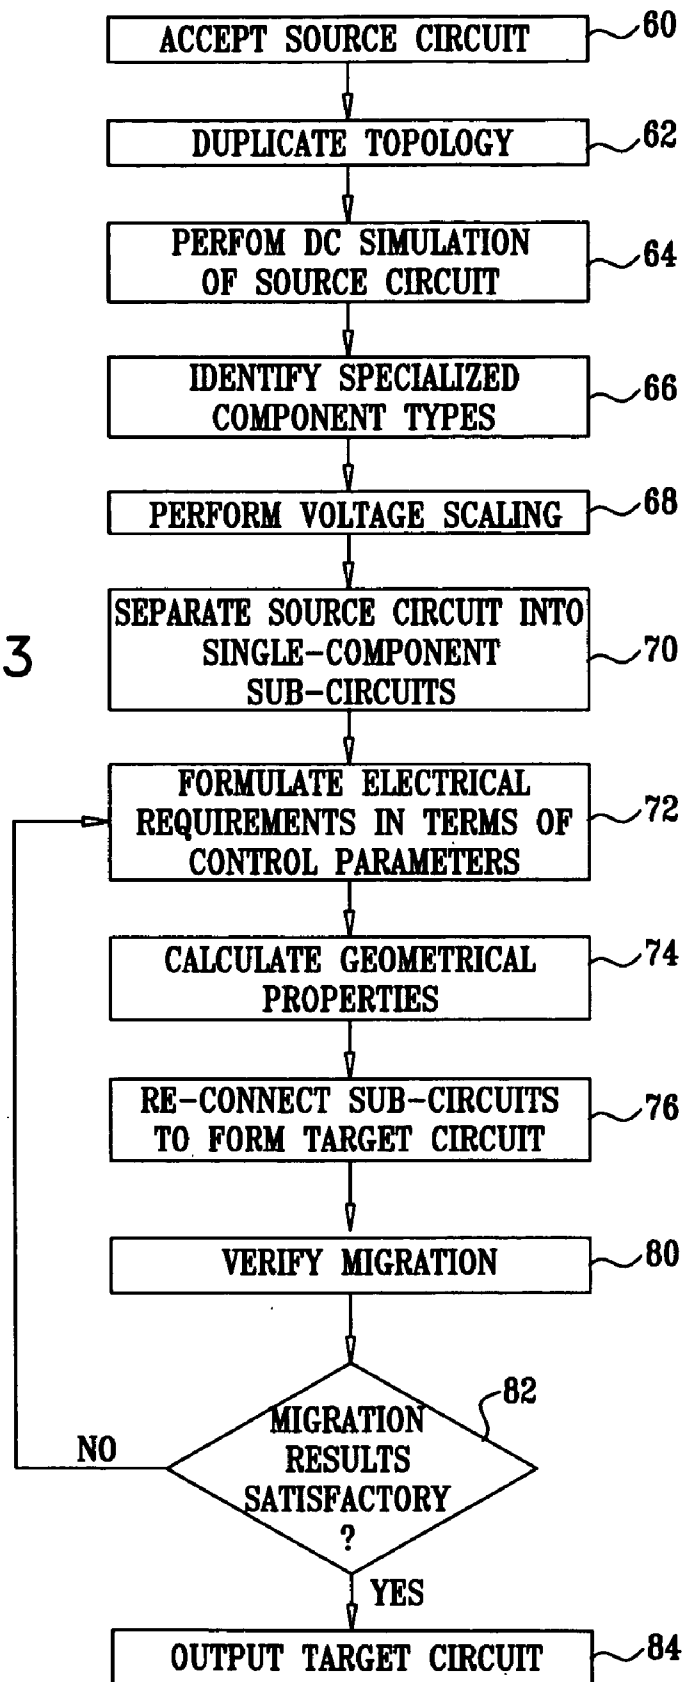 ACCEPT SOURCE CIRCUIT
60
DUPLICATE TOPOLOGY
62
PERFOM DC SIMULATION
OF SOURCE CIRCUIT
64
IDENTIFY SPECIALIZED
COMPONENT TYPES
66
PERFORM VOLTAGE SCALING
68
SEPARATE SOURCE CIRCUIT INTO
SINGLE-COMPONENT
SUB-CIRCUITS
70
3
FORMULATE ELECTRICAL
REQUIREMENTS IN TERMS OF
CONTROL PARAMETERS
72
CALCULATE GEOMETRICAL
PROPERTIES
74
RE-CONNECT SUB-CIRCUITS
TO FORM TARGET CIRCUIT
76
VERIFY MIGRATION
80
MIGRATION
RESULTS
SATISFACTORY
?
82
NO
YES
OUTPUT TARGET CIRCUIT
84